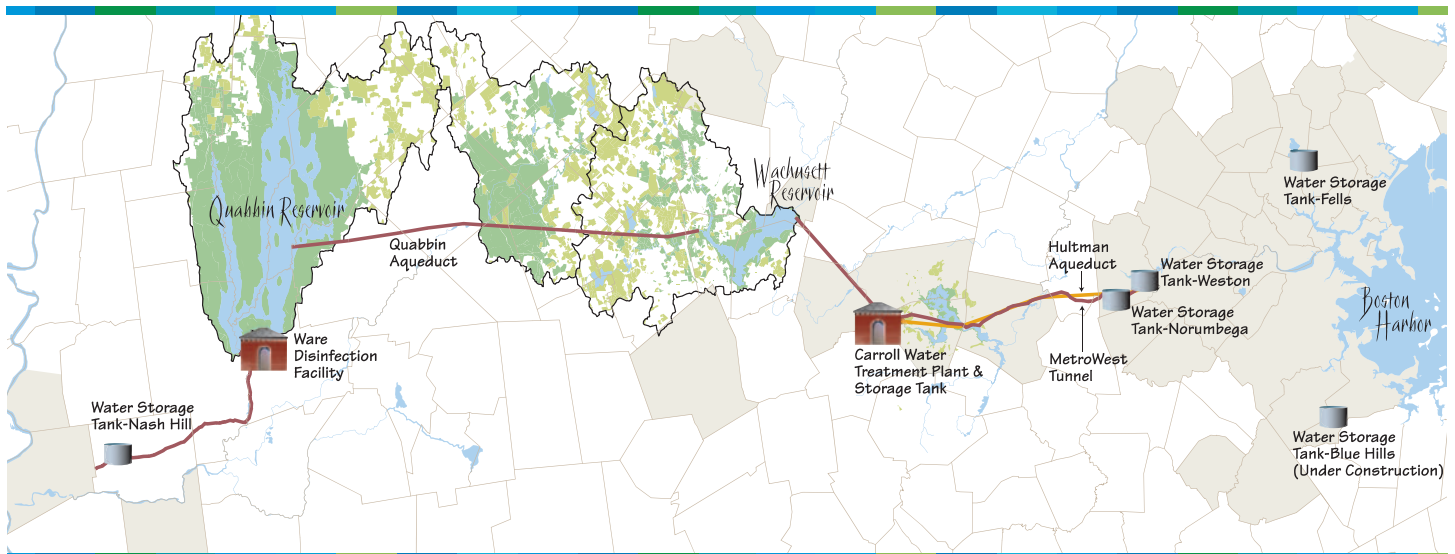 Quabbin Reservoir
Quabbin
Aqueduct
Wachusett
Reservoir
Ware
Disinfection
Facility
Water Storage
Tank-Nash Hill
Carroll Water
Treatment Plant &
Storage Tank
Hultman
Aqueduct
MetroWest
Tunnel
Water Storage
Tank-Weston
Water Storage
Tank-Norumbega
Water Storage
Tank-Fells
Boston
Harbor
Water Storage
Tank-Blue Hills
(Under Construction)